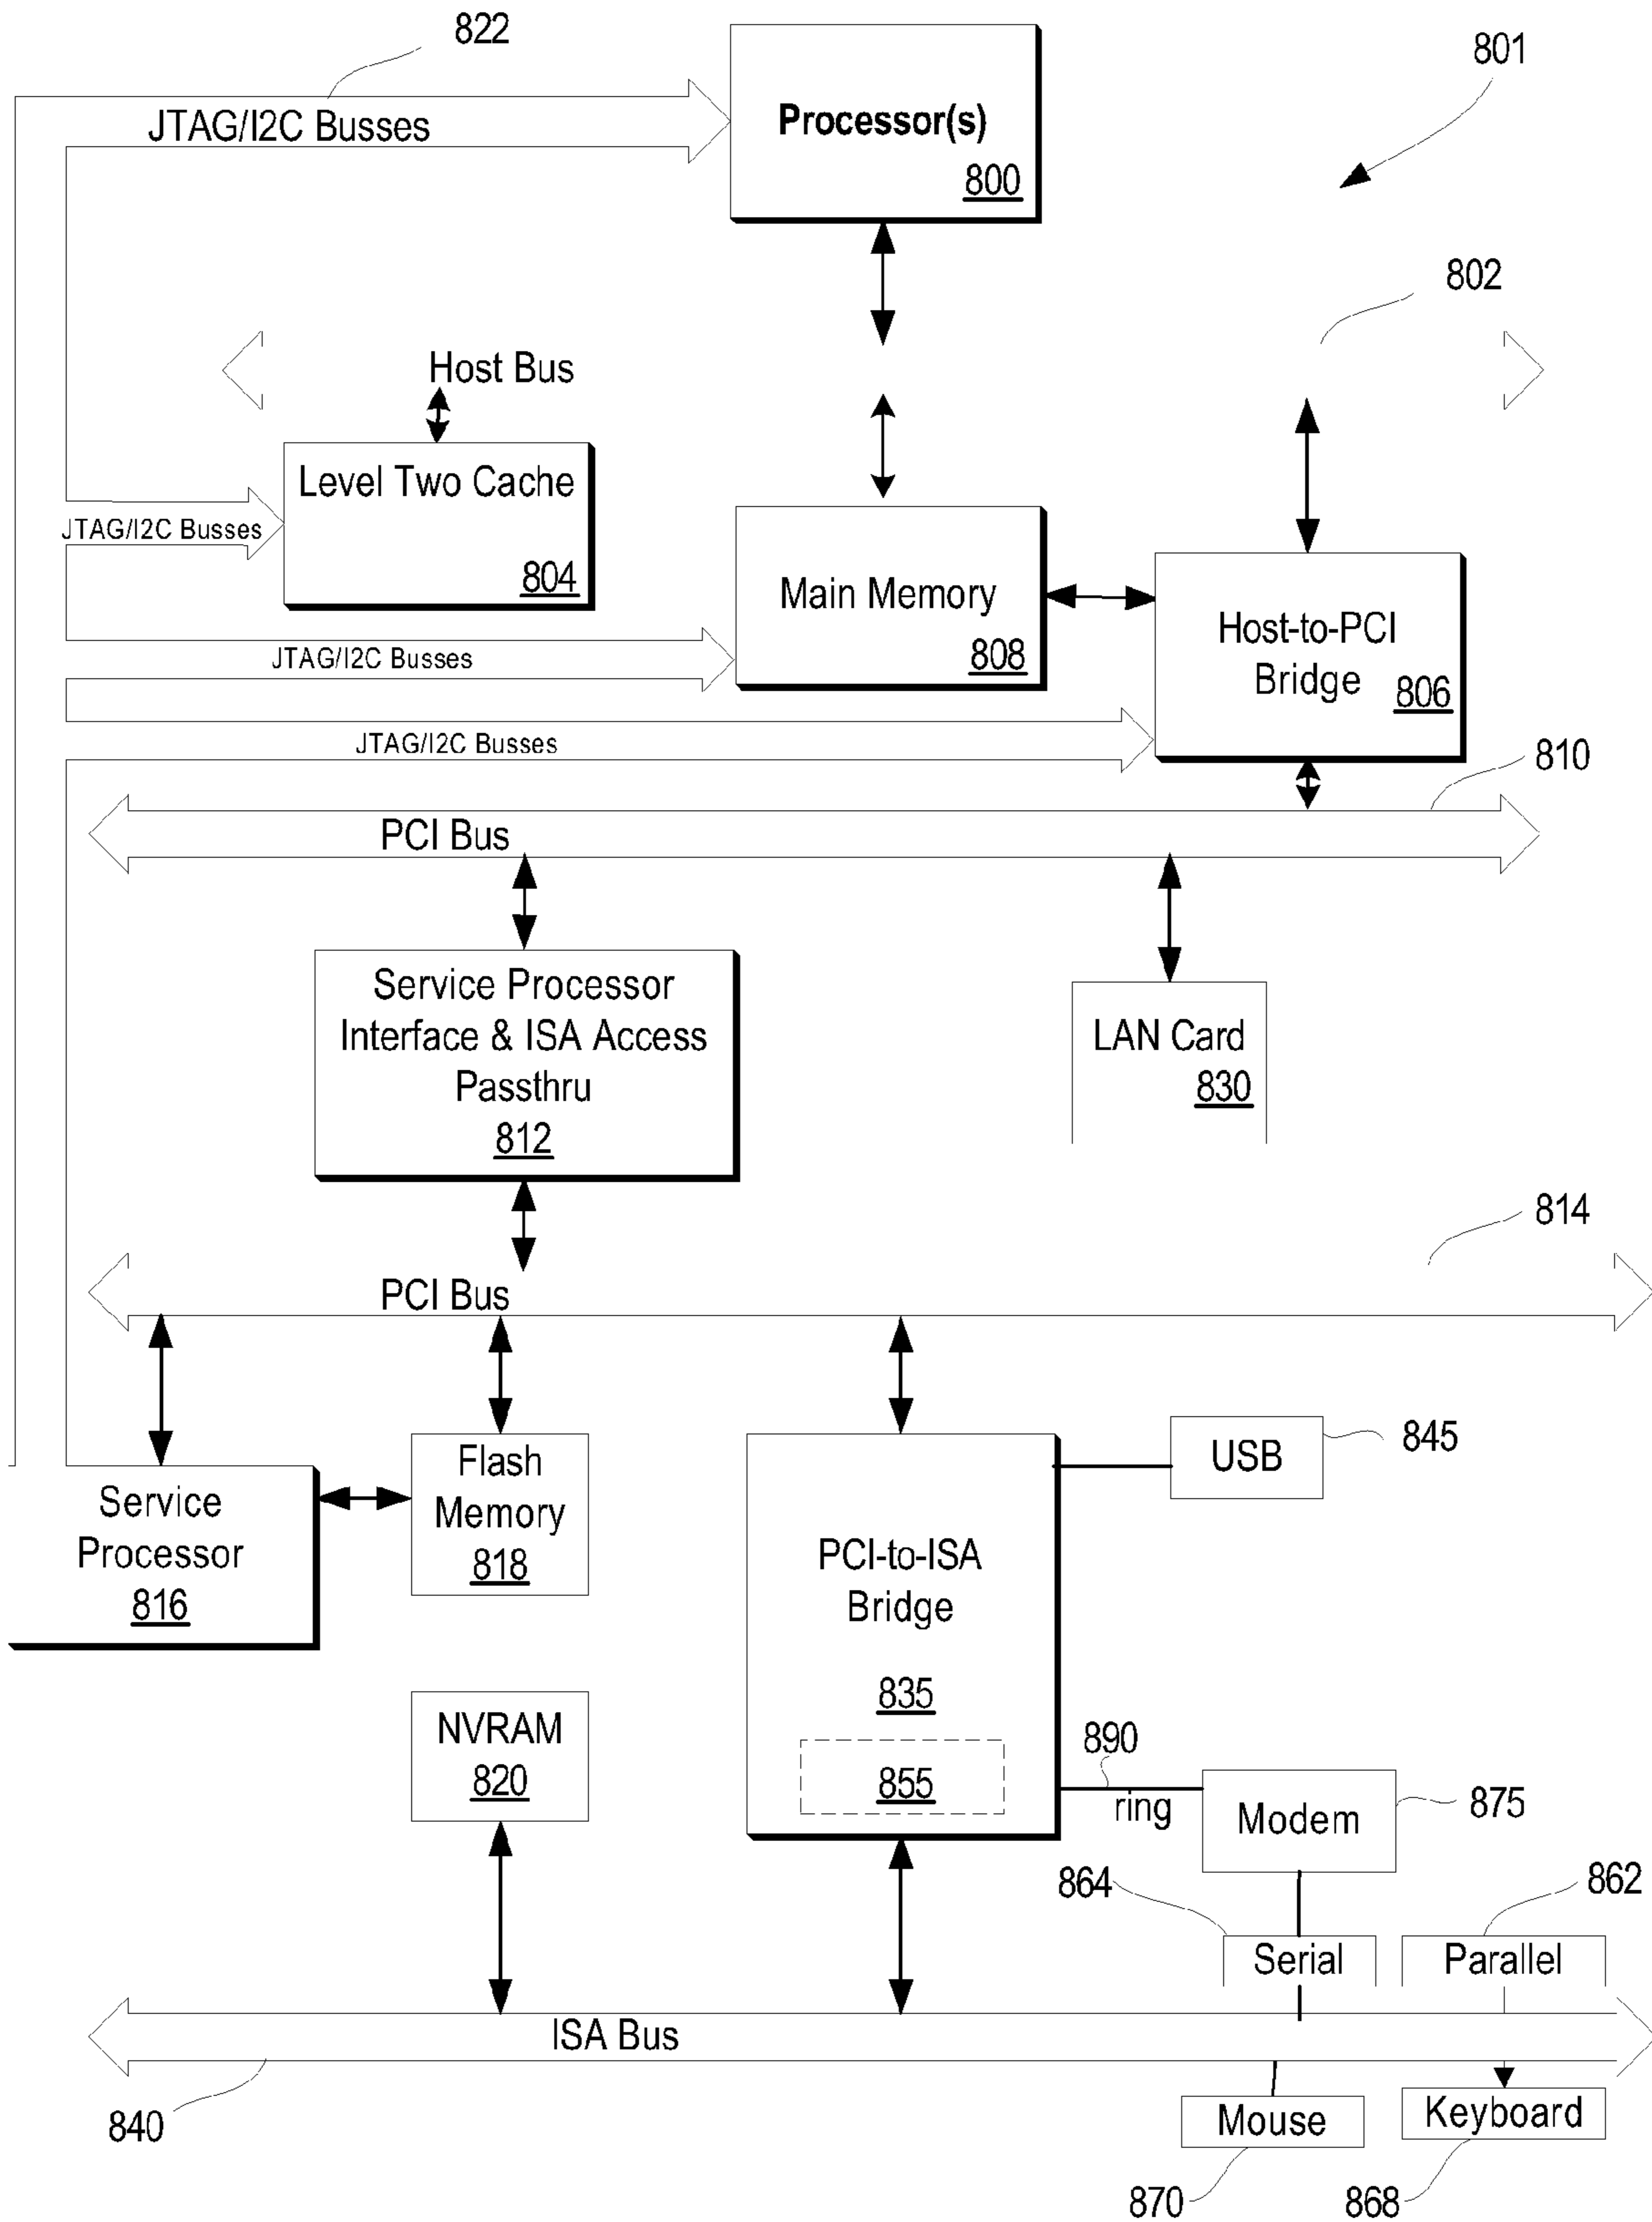 822
801
JTAG/I2C Busses
Processor(s)
800
802
Host Bus
Level Two Cache
804
JTAG/I2C Busses
Main Memory
808
Host-to-PCI
Bridge
806
JTAG/I2C Busses
JTAG/I2C Busses
810
PCI Bus
Service Processor
Interface & ISA Access
Passthru
812
LAN Card
830
814
PCI Bus
Service
Processor
816
Flash
Memory
818
USB
845
PCI-to-ISA
Bridge
835
855
NVRAM
820
890
ring
Modem
875
864
862
Serial
Parallel
ISA Bus
840
Mouse
Keyboard
870
868